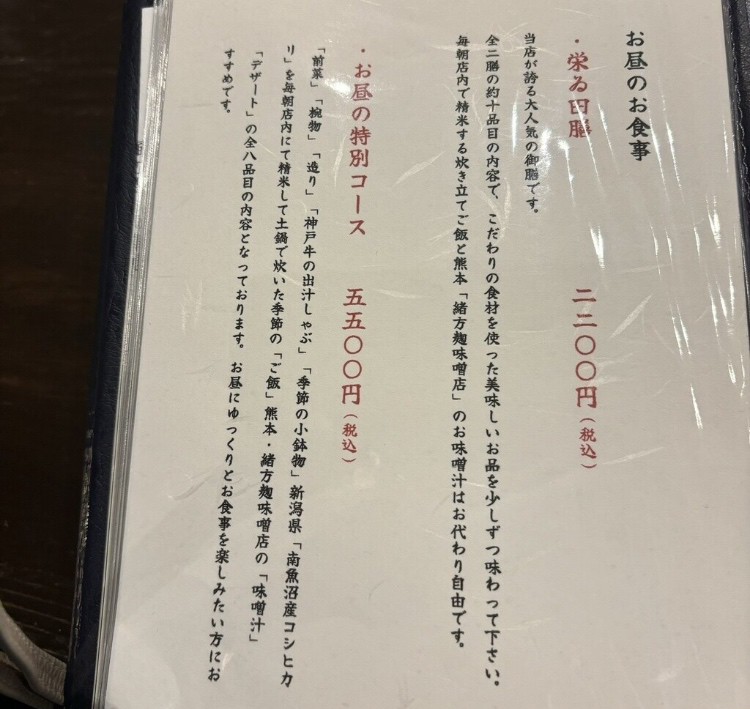 お昼のお食事
・栄ゐ田膳　二二〇〇円（税込）
当店が誇る大人気の御膳です。
全二膳の約十品目の内容で、こだわりの食材を使った美味しいお品を少しずつ味わって下さい。
毎朝店内で精米する炊き立てご飯と熊本「緒方麹味噌店」のお味噌汁はお代わり自由です。
・お昼の特別コース　五五〇〇円（税込）
「前菜」「椀物」「造り」「神戸牛の出汁しゃぶ」「季節の小鉢物」新潟県「南魚沼産コシヒカ
リ」を毎朝店内にて精米して土鍋で炊いた季節の「ご飯」熊本・緒方麹味噌店の「味噌汁」
「デザート」の全八品目の内容となっております。お昼にゆっくりとお食事を楽しみたい方にお
すすめです。